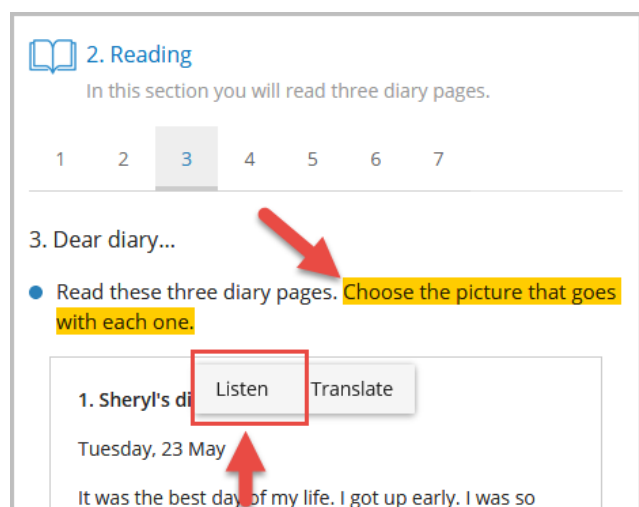 2. Reading
In this section you will read three diary pages.
1 2 3 4 5 6 7
3. Dear diary...
Read these three diary pages. Choose the picture that goes
with each one.
Listen Translate
1. Sheryl's di
Tuesday, 23 May
It was the best day of my life. I got up early. I was so